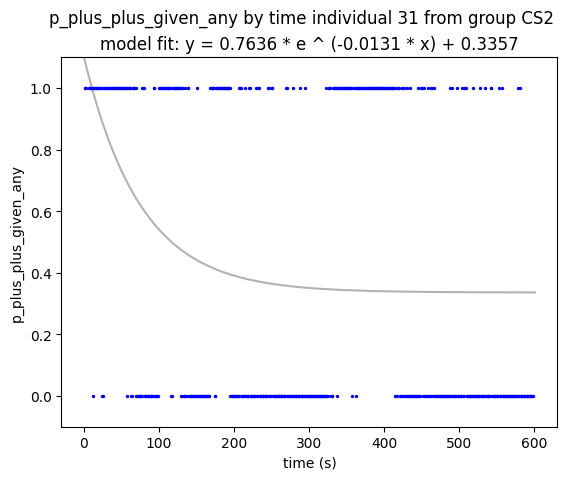 p_plus_plus_given_any by time individual 31 from group CS2
model fit: y = 0.7636 * e ^ (-0.0131 * x) + 0.3357
p_plus_plus_given_any
1.0
0.8
0.6
0.4
0.2
0.0
0 100 200 300 400 500 600
time (s)